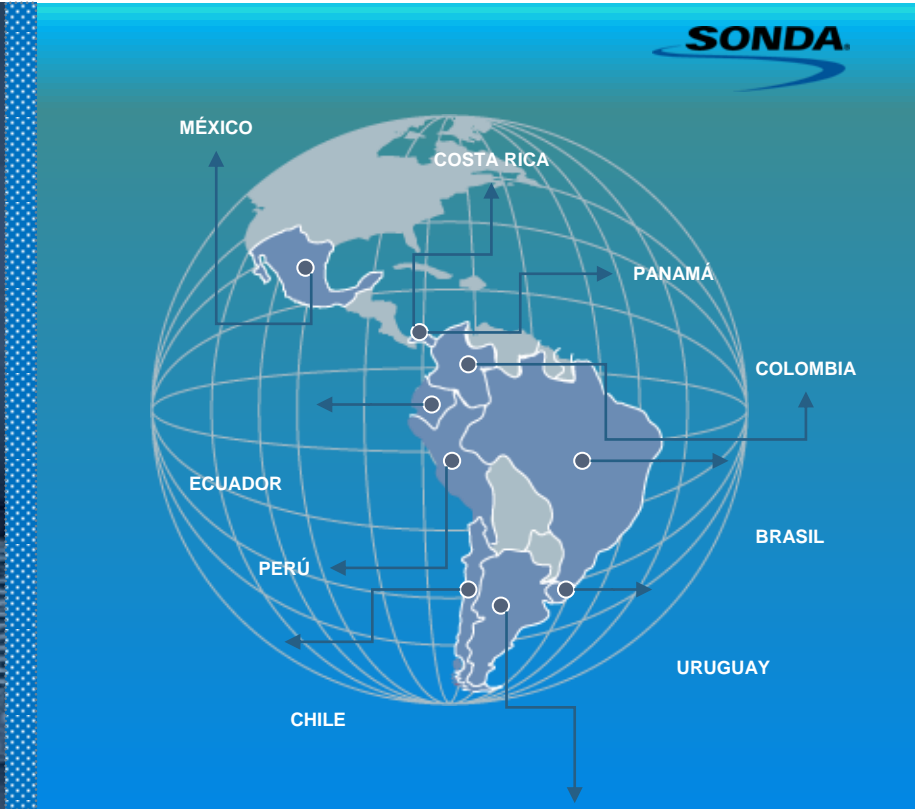 SONDA.
MÉXICO
COSTA RICA
PANAMÁ
COLOMBIA
ECUADOR
BRASIL
PERÚ
URUGUAY
CHILE